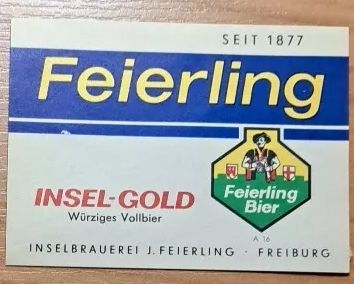 SEIT 1877
Feierling
INSEL-GOLD
Würziges Vollbier
Feierling
Bier
A 16
INSELBRAUEREI J. FEIERLING · FREIBURG